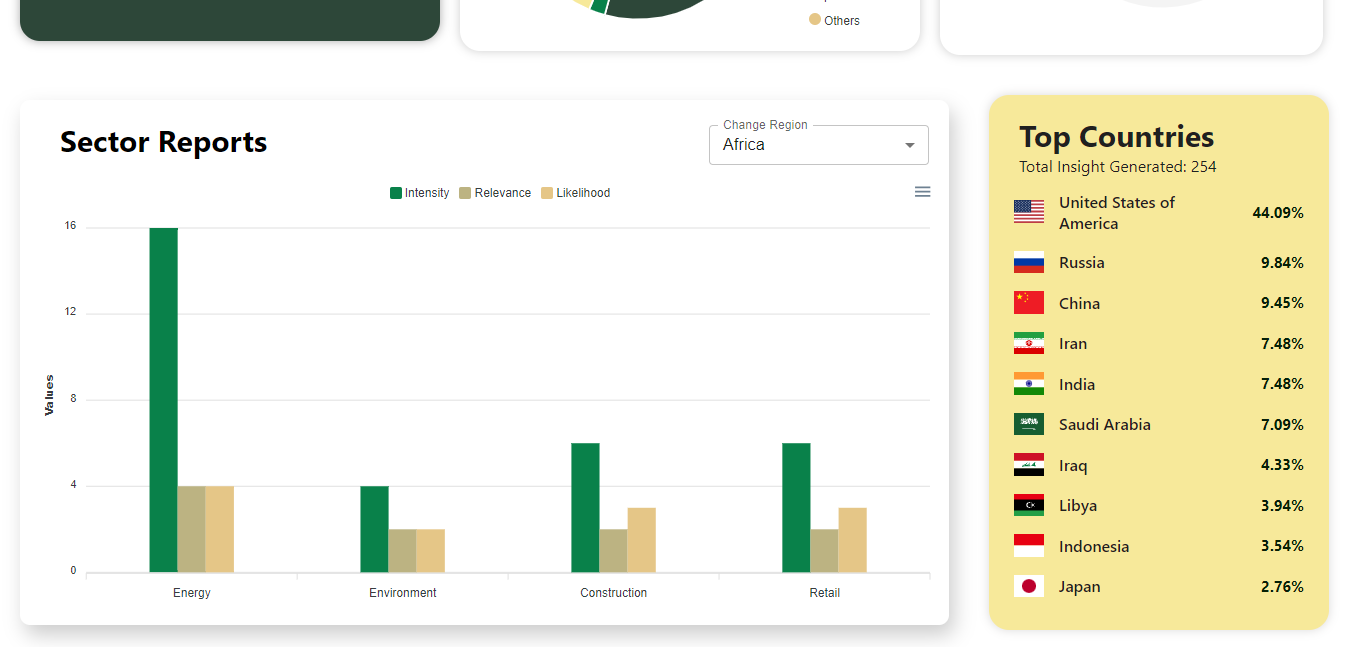 Others
Sector Reports
Change Region
Africa
Intensity Relevance Likelihood
Values
16
12
8
4
0
Energy Environment Construction Retail
Top Countries
Total Insight Generated: 254
United States of
America 44.09%
Russia 9.84%
China 9.45%
Iran 7.48%
India 7.48%
Saudi Arabia 7.09%
Iraq 4.33%
Libya 3.94%
Indonesia 3.54%
Japan 2.76%